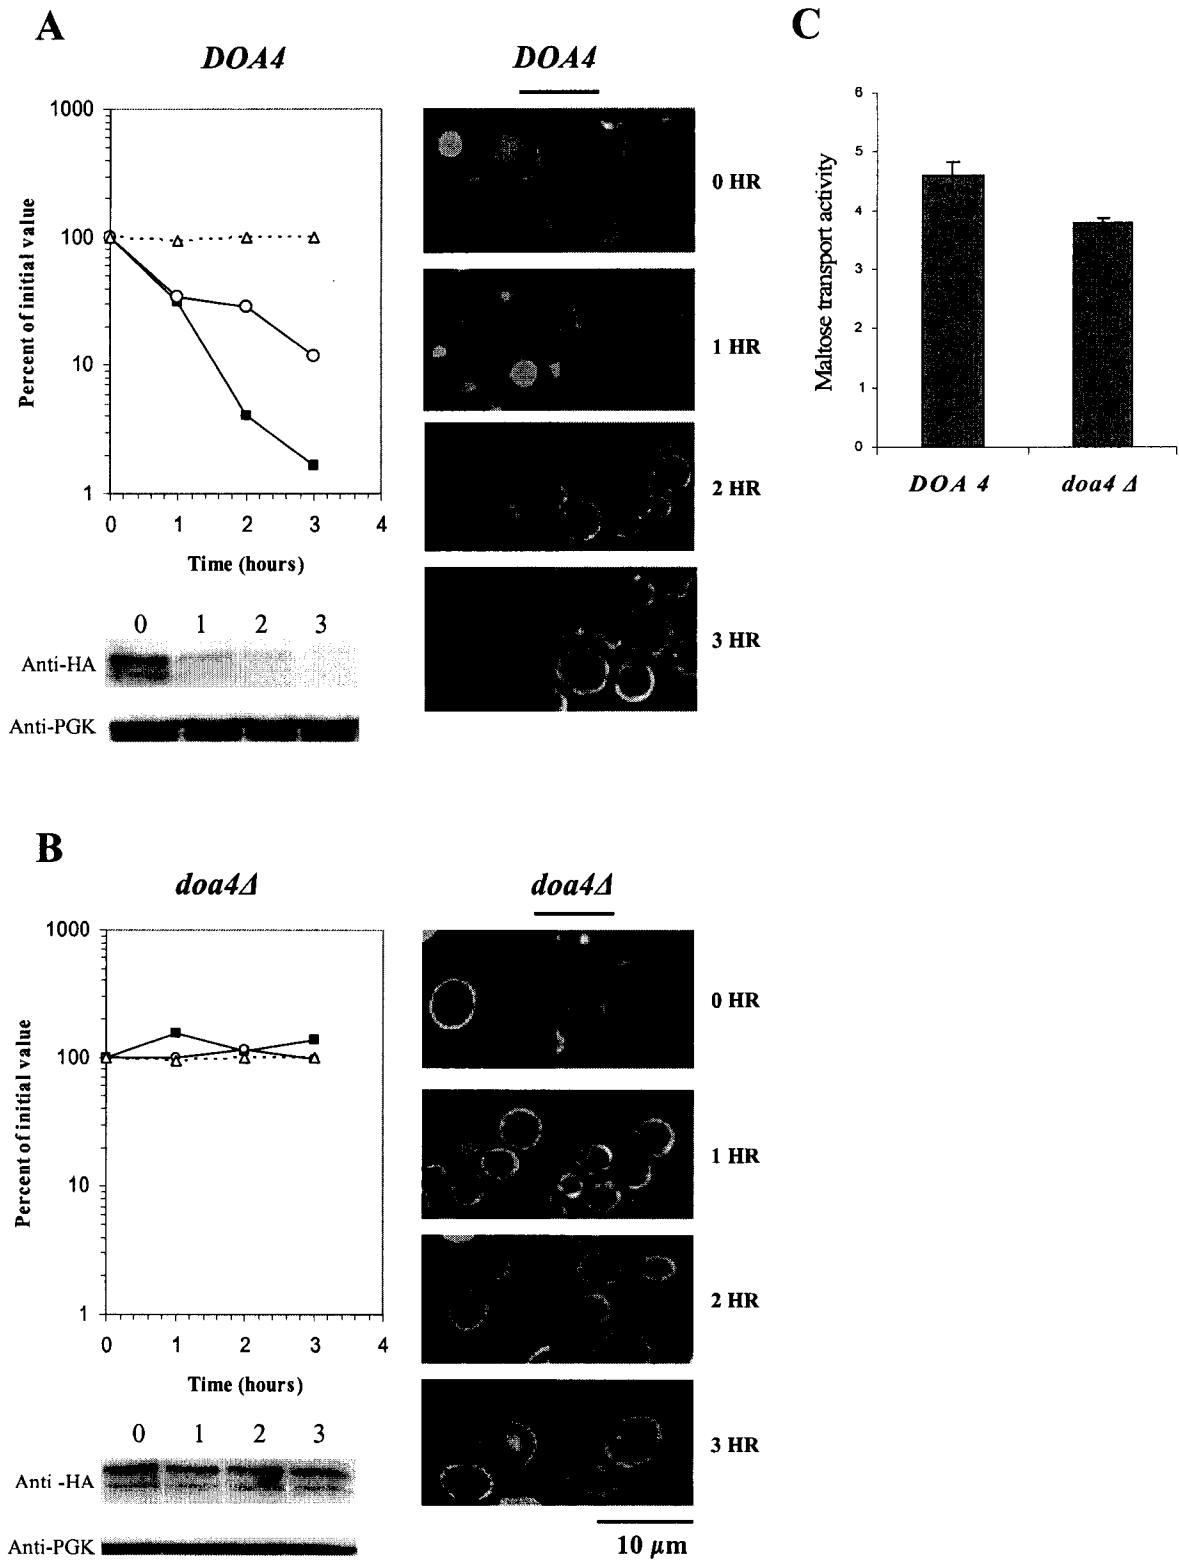 A
DOA4
1000
100
10
1
0 1 2 3 4
Percent of initial value
Time (hours)
0 1 2 3
Anti-HA
Anti-PGK
DOA4
0 HR
1 HR
2 HR
3 HR
C
6
5
4
3
2
1
0
Maltose transport activity
DOA 4 doa4 Δ
B
doa4Δ
1000
100
10
1
0 1 2 3 4
Percent of initial value
Time (hours)
0 1 2 3
Anti -HA
Anti-PGK
doa4Δ
0 HR
1 HR
2 HR
3 HR
10 µm